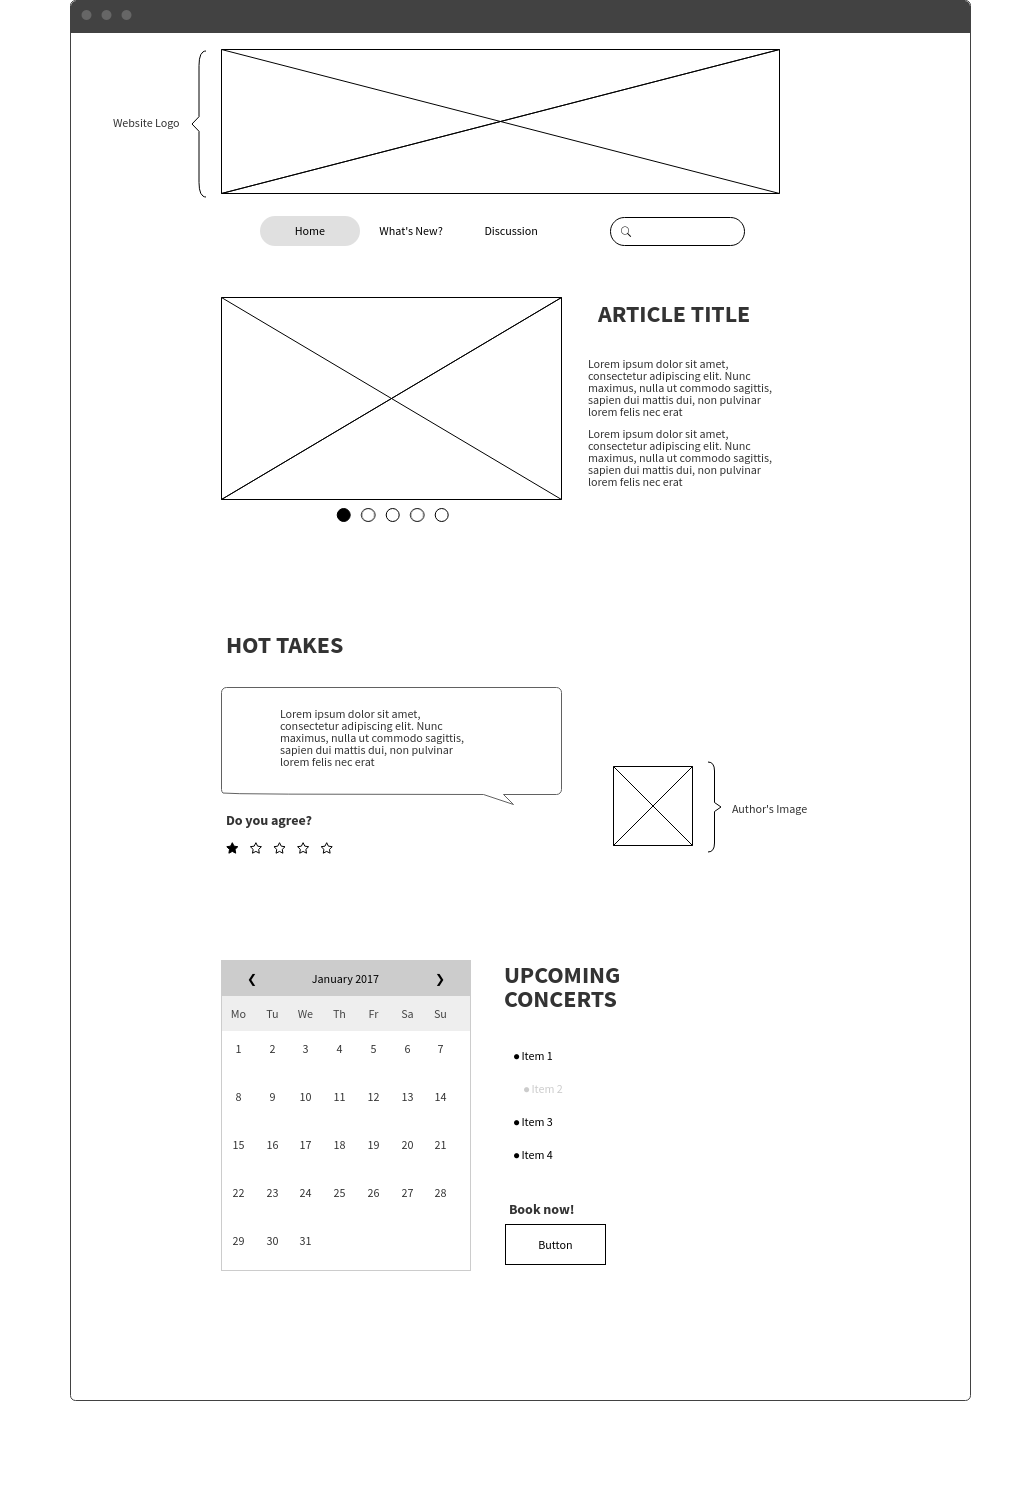 Website Logo
Home
What's New?
Discussion
ARTICLE TITLE
Lorem ipsum dolor sit amet,
consectetur adipiscing elit. Nunc
maximus, nulla ut commodo sagittis,
sapien dui mattis dui, non pulvinar
lorem felis nec erat
Lorem ipsum dolor sit amet,
consectetur adipiscing elit. Nunc
maximus, nulla ut commodo sagittis,
sapien dui mattis dui, non pulvinar
lorem felis nec erat
HOT TAKES
Lorem ipsum dolor sit amet,
consectetur adipiscing elit. Nunc
maximus, nulla ut commodo sagittis,
sapien dui mattis dui, non pulvinar
lorem felis nec erat
Author's Image
Do you agree?
January 2017
Mo Tu We Th Fr Sa Su
1 2 3 4 5 6 7
8 9 10 11 12 13 14
15 16 17 18 19 20 21
22 23 24 25 26 27 28
29 30 31
UPCOMING
CONCERTS
Item 1
Item 2
Item 3
Item 4
Book now!
Button